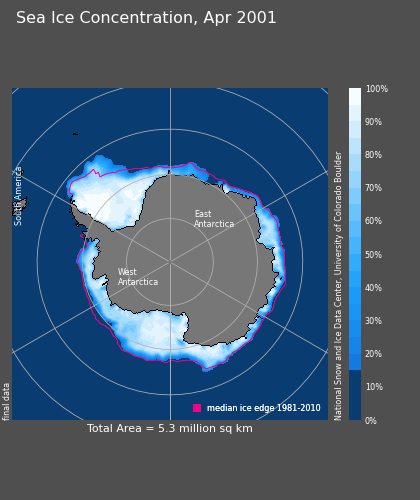 Sea Ice Concentration, Apr 2001
South America
East
Antarctica
West
Antarctica
median ice edge 1981-2010
final data
Total Area = 5.3 million sq km
100%
90%
80%
70%
60%
50%
40%
30%
20%
10%
0%
National Snow and Ice Data Center, University of Colorado Boulder